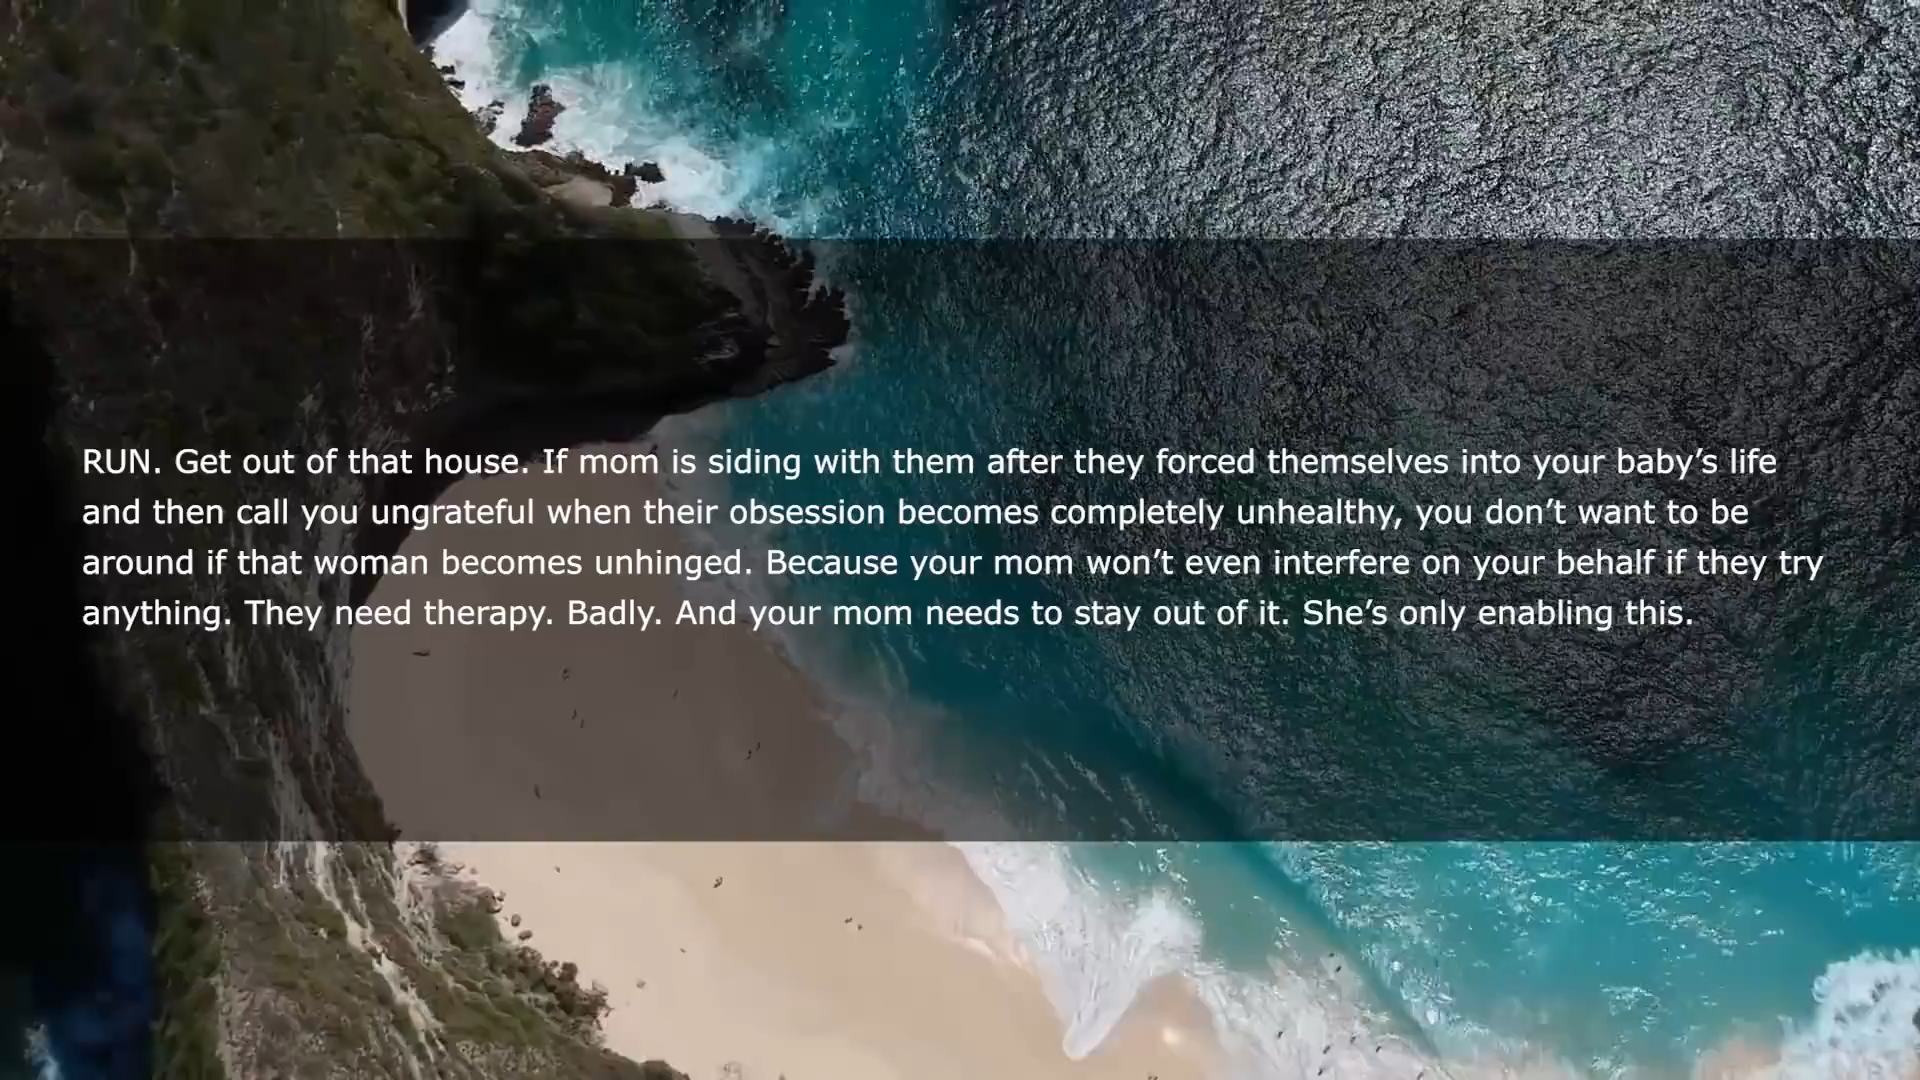 RUN. Get out of that house. If mom is siding with them after they forced themselves into your baby’s life
and then call you ungrateful when their obsession becomes completely unhealthy, you don’t want to be
around if that woman becomes unhinged. Because your mom won’t even interfere on your behalf if they try
anything. They need therapy. Badly. And your mom needs to stay out of it. She’s only enabling this.